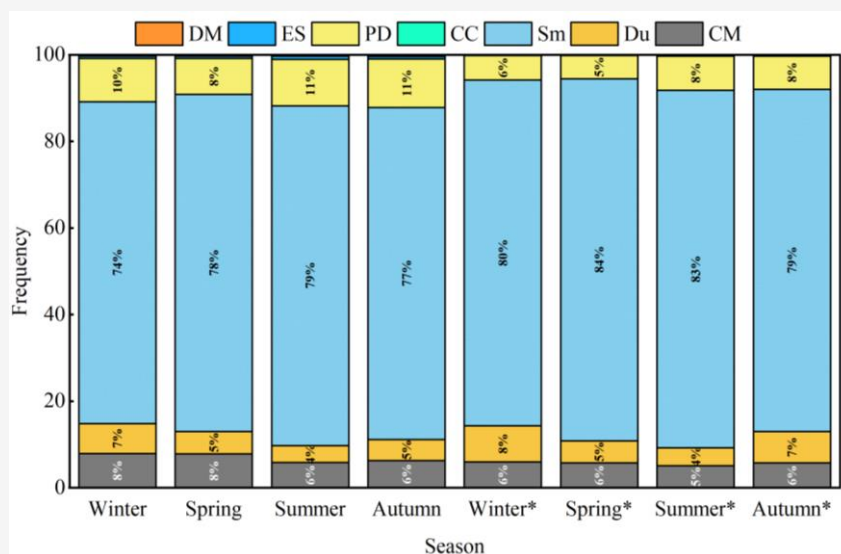 DM ES PD CC Sm Du CM
100
80
60
40
20
0
Frequency
10% 8% 11% 11% 6% 5% 8% 8%
74% 78% 79% 77% 80% 84% 83% 79%
7% 5% 4% 5% 8% 5% 4% 7%
8% 8% 6% 6% 6% 6% 5% 6%
Winter Spring Summer Autumn Winter* Spring* Summer* Autumn*
Season